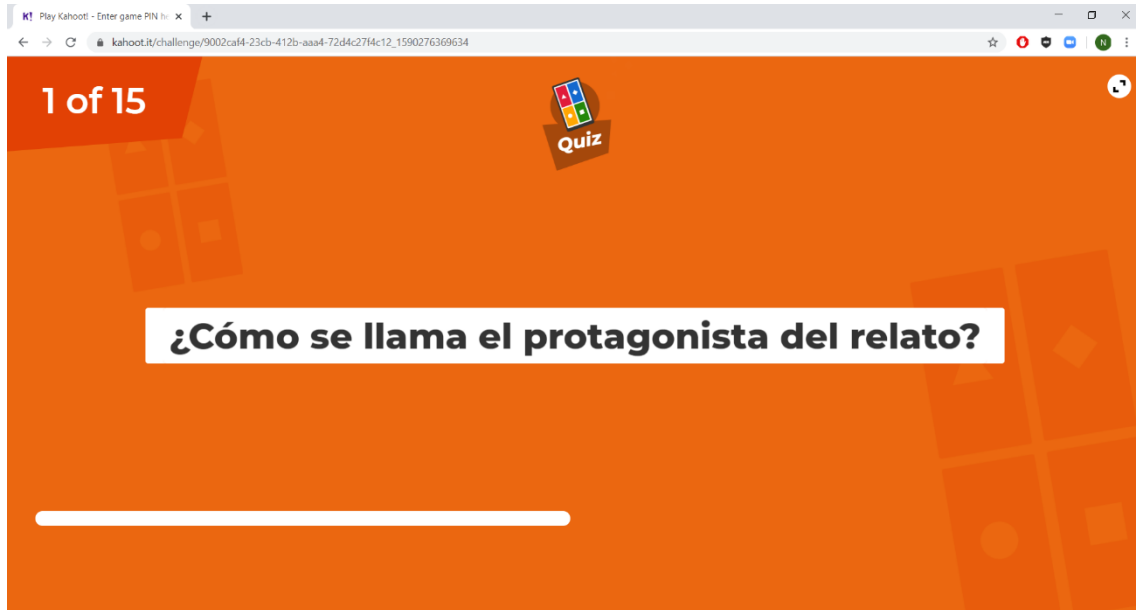 K! Play Kahoot! - Enter game PIN he
kahoot.it/challenge/9002caf4-23cb-412b-aaa4-72d4c27f4c12_1590276369634
N
1 of 15
Quiz
¿Cómo se llama el protagonista del relato?